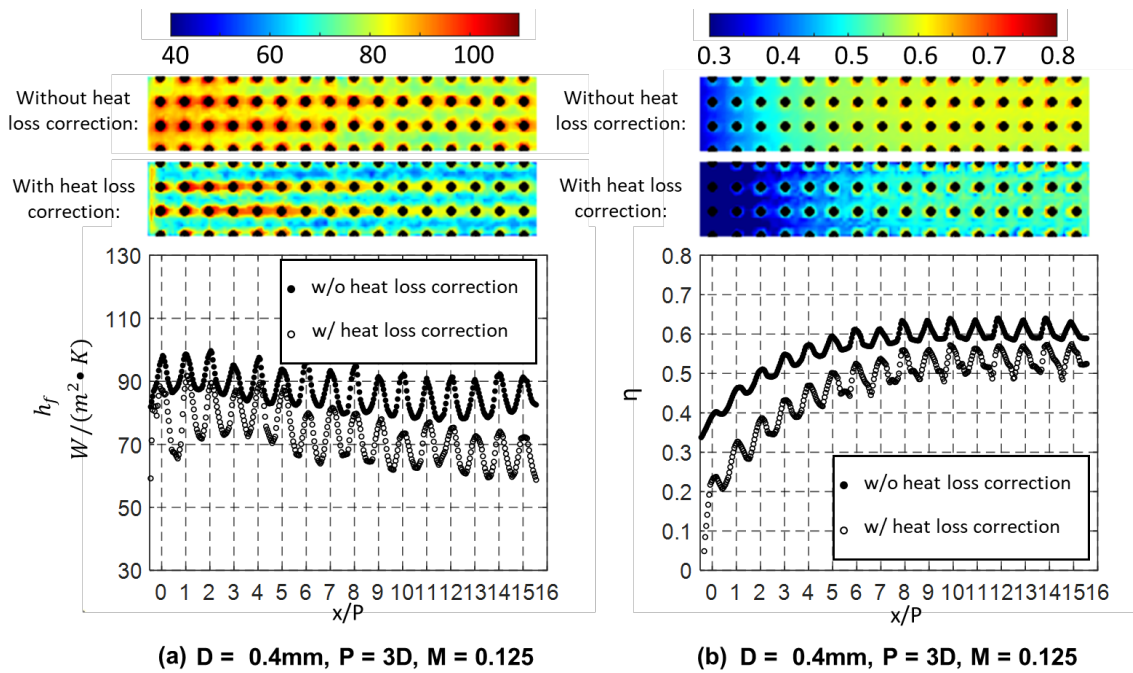 40 60 80 100
Without heat
loss correction:
With heat loss
correction:
130
110
90
70
50
30
h_f
W/(m²• K)
w/o heat loss correction
w/ heat loss correction
0 1 2 3 4 5 6 7 8 9 10 11 12 13 14 15 16
x/P
(a) D = 0.4mm, P = 3D, M = 0.125
0.3 0.4 0.5 0.6 0.7 0.8
Without heat
loss correction:
With heat loss
correction:
0.8
0.7
0.6
0.5
0.4
0.3
0.2
0.1
0
η
w/o heat loss correction
w/ heat loss correction
0 1 2 3 4 5 6 7 8 9 10 11 12 13 14 15 16
x/P
(b) D = 0.4mm, P = 3D, M = 0.125